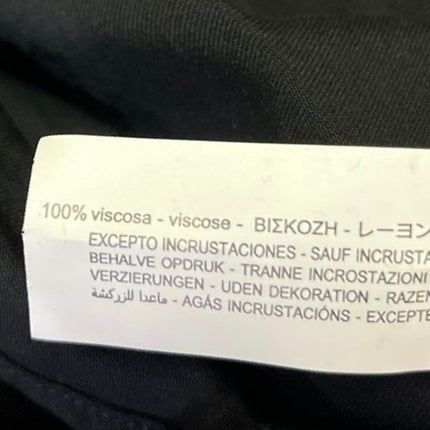 100% viscosa - viscose - ΒΙΣΚΟΖΗ - レーヨン
EXCEPTO INCRUSTACIONES - SAUF INCRUSTA
BEHALVE OPDRUK - TRANNE INCROSTAZIONI
VERZIERUNGEN - UDEN DEKORATION - RAZEN
ماعدا للزركشة - AGÁS INCRUSTACIÓNS - EXCEPTE